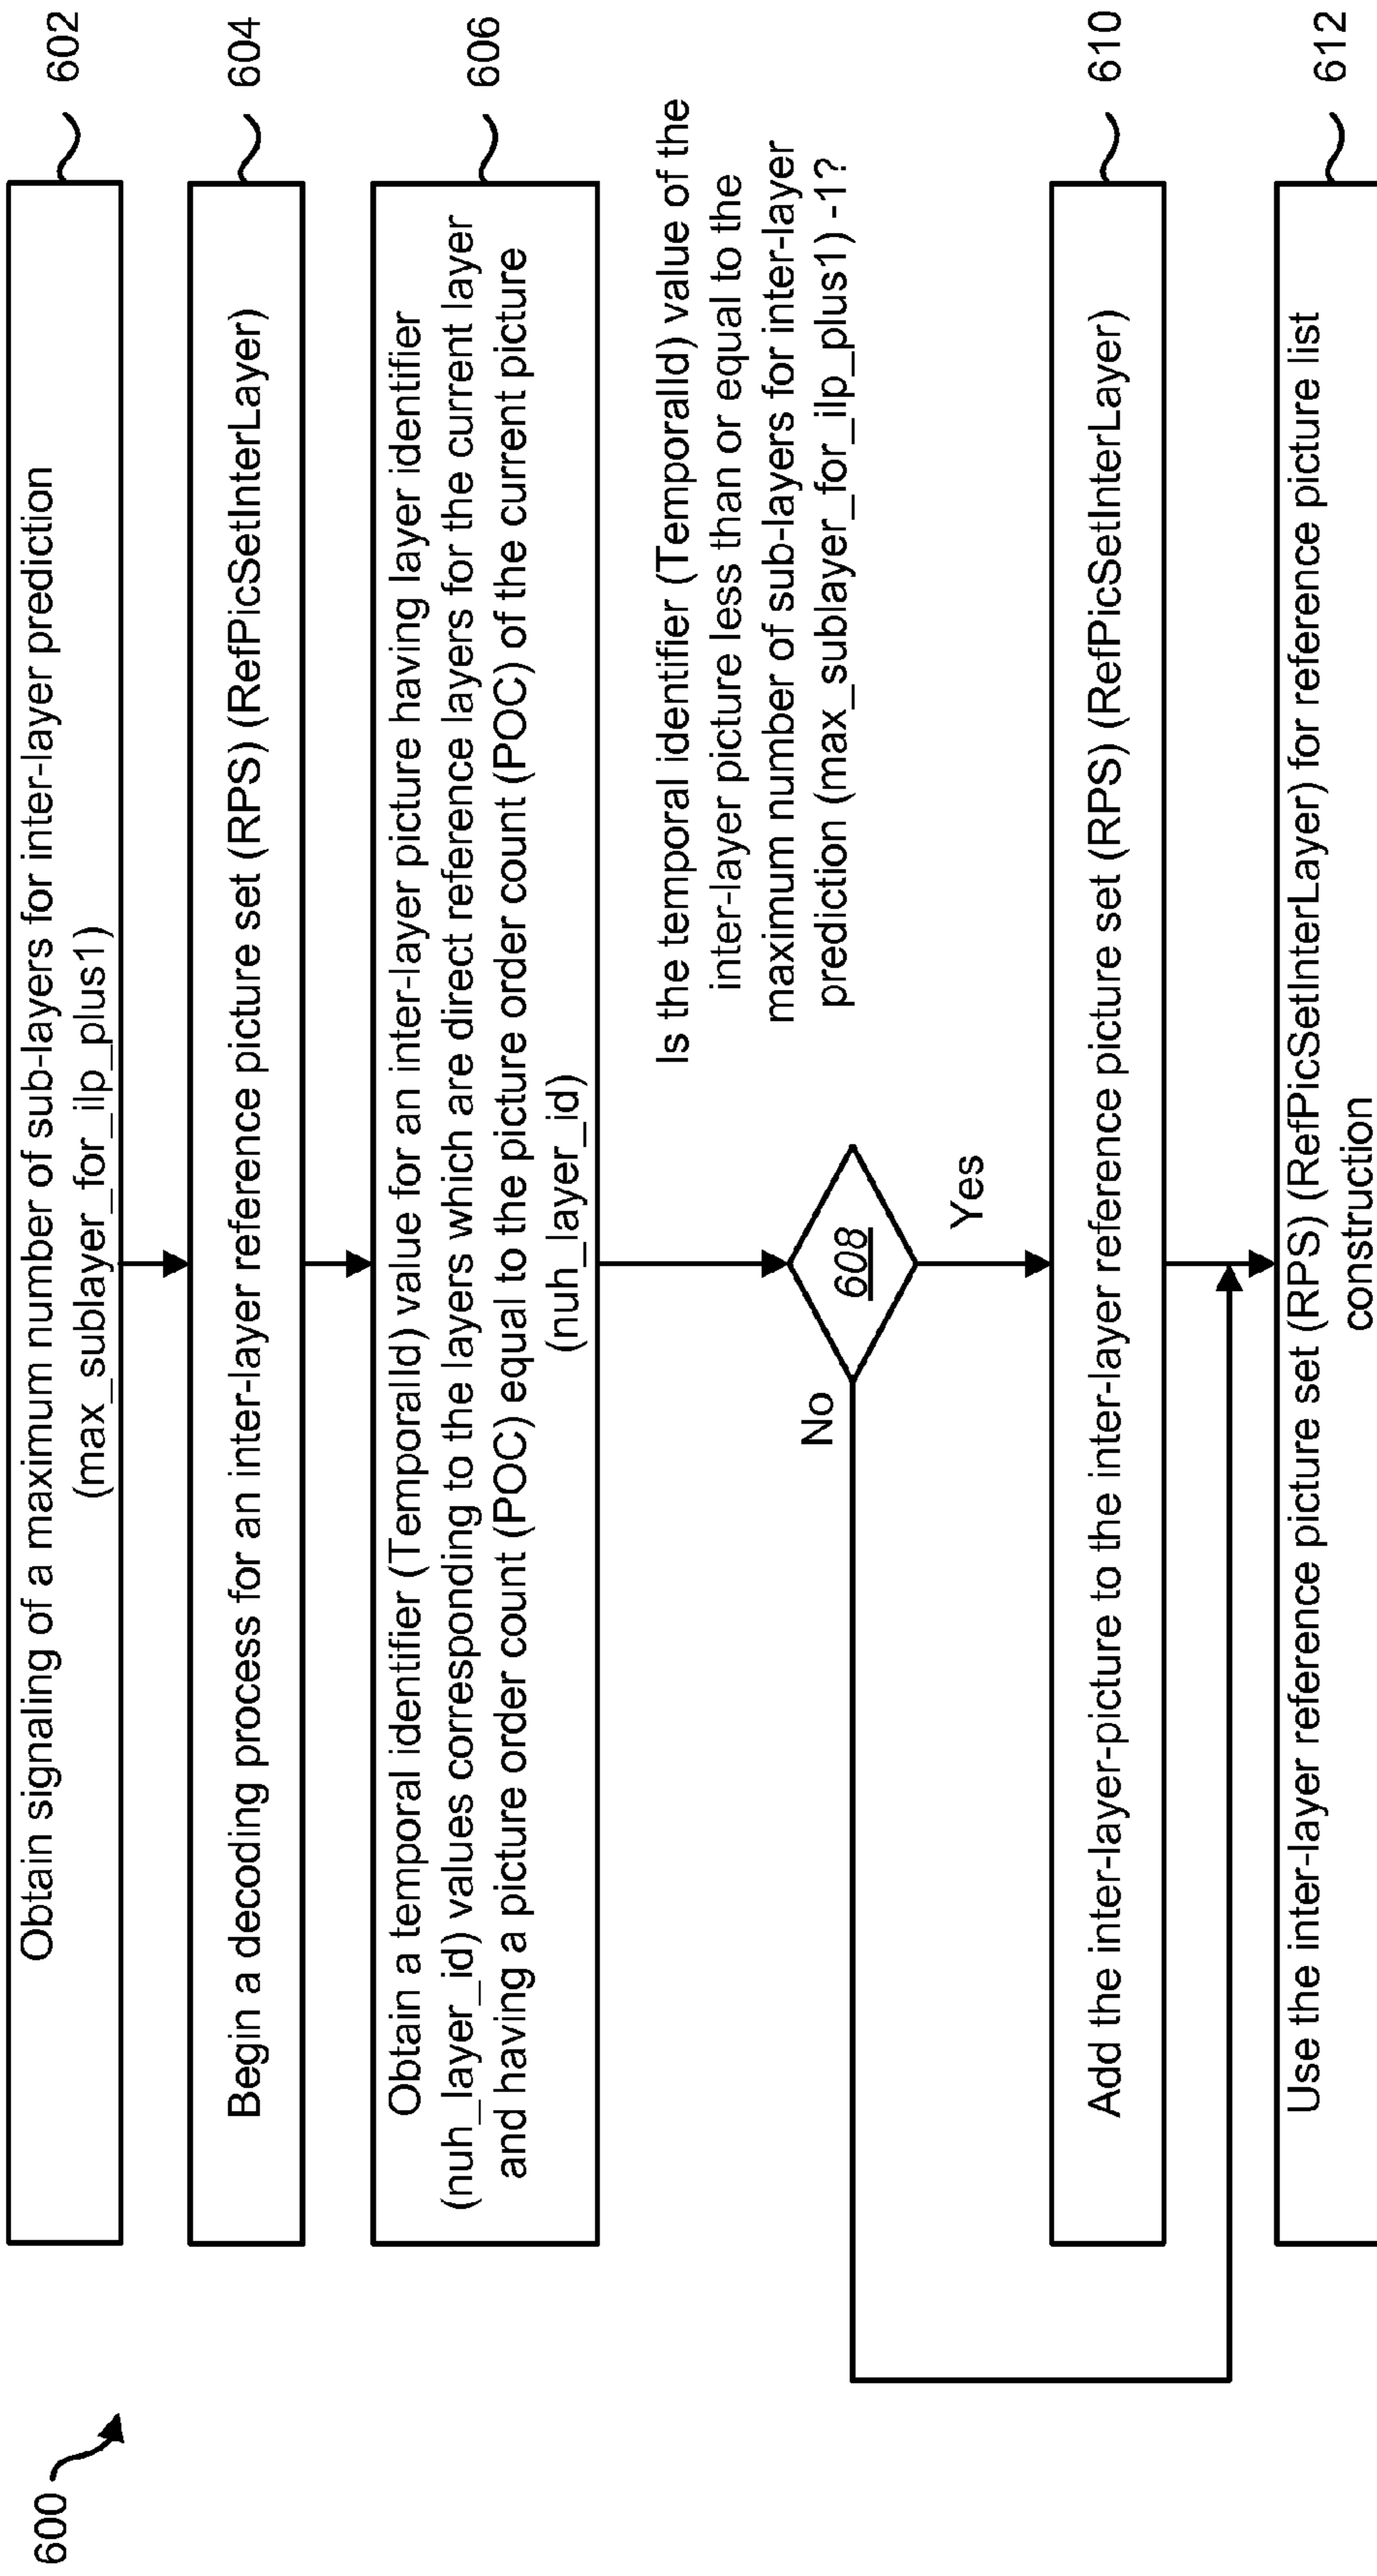 600
Obtain signaling of a maximum number of sub-layers for inter-layer prediction
(max_sublayer_for_ilp_plus1)
602
Begin a decoding process for an inter-layer reference picture set (RPS) (RefPicSetInterLayer)
604
Obtain a temporal identifier (TemporalId) value for an inter-layer picture having layer identifier
(nuh_layer_id) values corresponding to the layers which are direct reference layers for the current layer
and having a picture order count (POC) equal to the picture order count (POC) of the current picture
(nuh_layer_id)
606
Is the temporal identifier (TemporalId) value of the
inter-layer picture less than or equal to the
maximum number of sub-layers for inter-layer
prediction (max_sublayer_for_ilp_plus1) -1?
608
No
Yes
Add the inter-layer-picture to the inter-layer reference picture set (RPS) (RefPicSetInterLayer)
610
Use the inter-layer reference picture set (RPS) (RefPicSetInterLayer) for reference picture list
construction
612